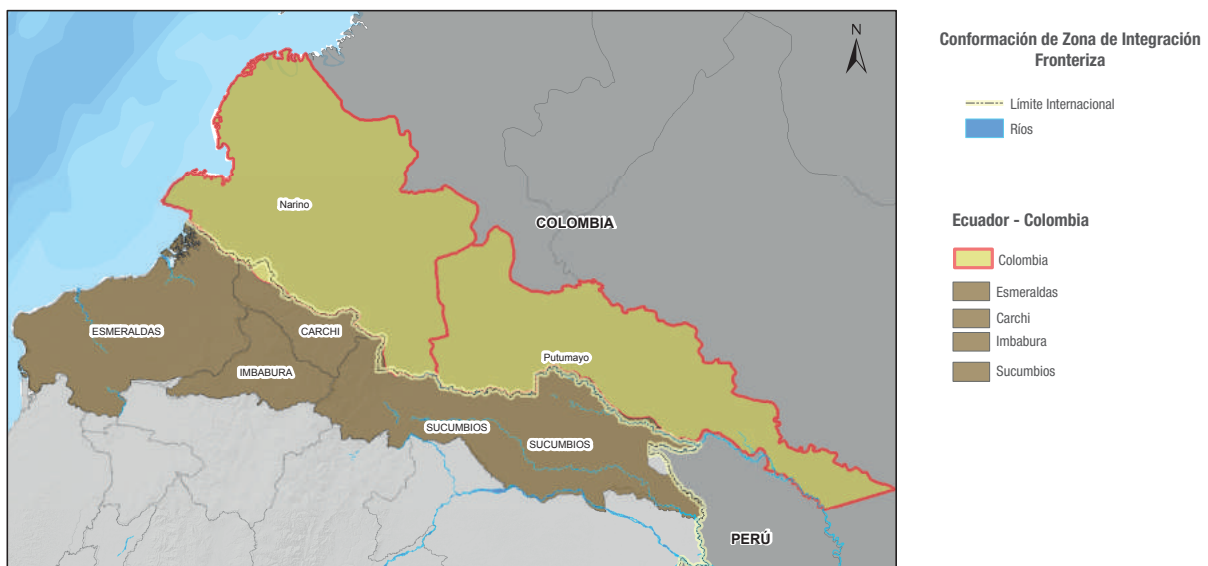 N
Narino
COLOMBIA
ESMERALDAS
CARCHI
IMBABURA
Putumayo
SUCUMBIOS
SUCUMBIOS
PERÚ
Conformación de Zona de Integración
Fronteriza
Límite Internacional
Ríos
Ecuador - Colombia
Colombia
Esmeraldas
Carchi
Imbabura
Sucumbios